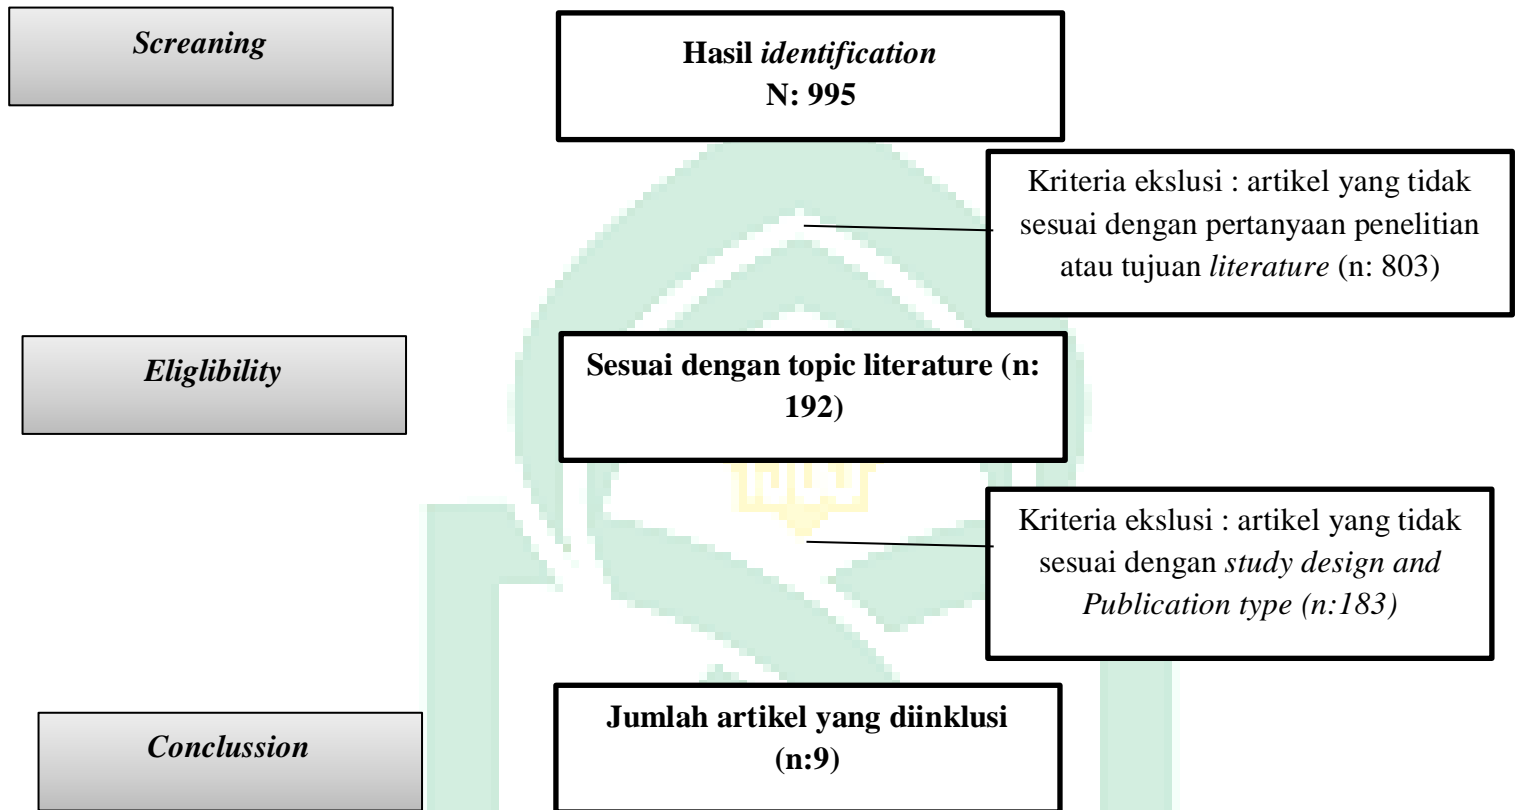 Screaning
Hasil identification
N: 995
Kriteria ekslusi : artikel yang tidak
sesuai dengan pertanyaan penelitian
atau tujuan literature (n: 803)
Eliglibility
Sesuai dengan topic literature (n:
192)
Kriteria ekslusi : artikel yang tidak
sesuai dengan study design and
Publication type (n:183)
Conclussion
Jumlah artikel yang diinklusi
(n:9)